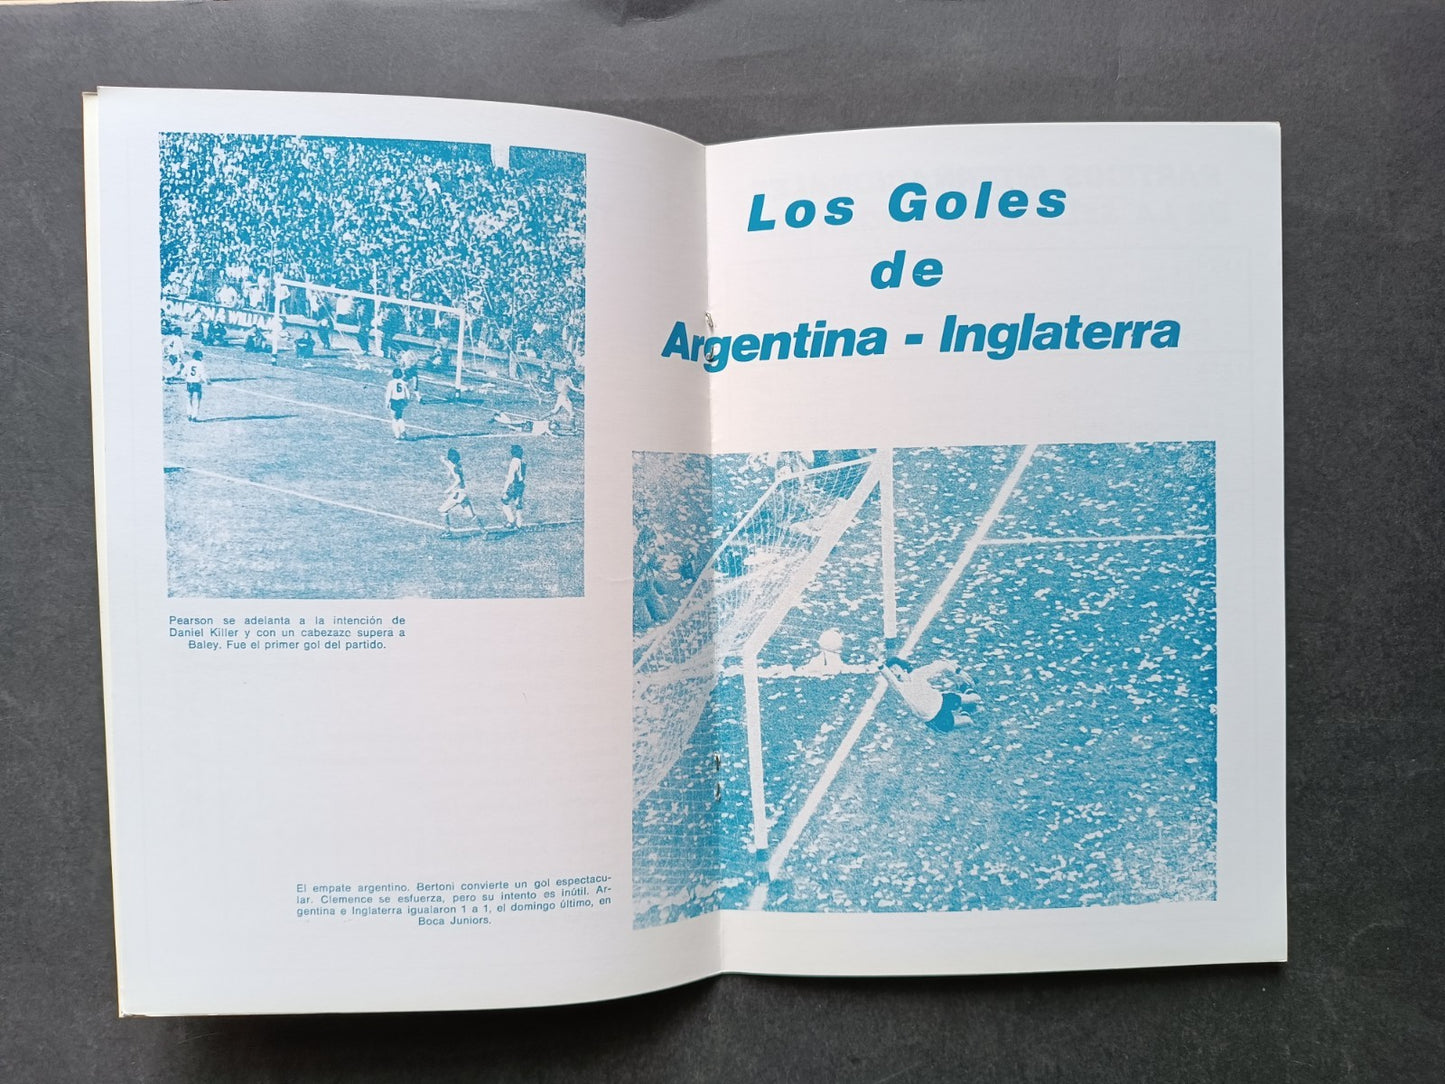 Pearson se adelanta a la intención de
Daniel Killer y con un cabezazo supera a
Baley. Fue el primer gol del partido.
El empate argentino. Bertoni convierte un gol espectacu-
lar. Clemence se esfuerza, pero su intento es inútil. Ar-
gentina e Inglaterra igualaron 1 a 1, el domingo último, en
Boca Juniors.
Los Goles
de
Argentina - Inglaterra
5
6